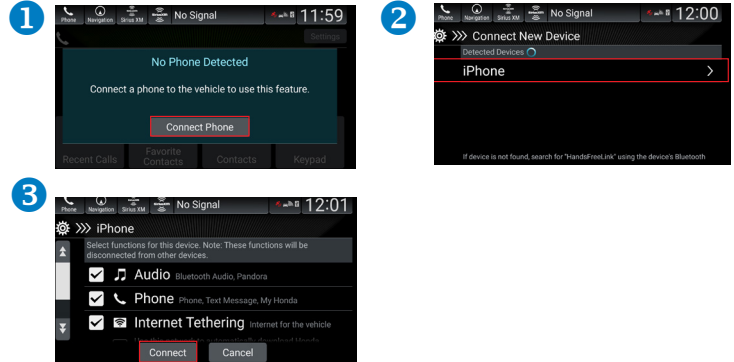 1
Phone Navigation Sirius XM No Signal 11:59
Settings
No Phone Detected
Connect a phone to the vehicle to use this feature.
Connect Phone
Recent Calls Favorite Contacts Contacts Keypad
2
Phone Navigation Sirius XM No Signal 12:00
Connect New Device
Detected Devices
iPhone
If device is not found, search for "HandsFreeLink" using the device's Bluetooth
3
Phone Navigation Sirius XM No Signal 12:01
iPhone
Select functions for this device. Note: These functions will be
disconnected from other devices.
Audio Bluetooth Audio, Pandora
Phone Phone, Text Message, My Honda
Internet Tethering Internet for the vehicle
Connect Cancel